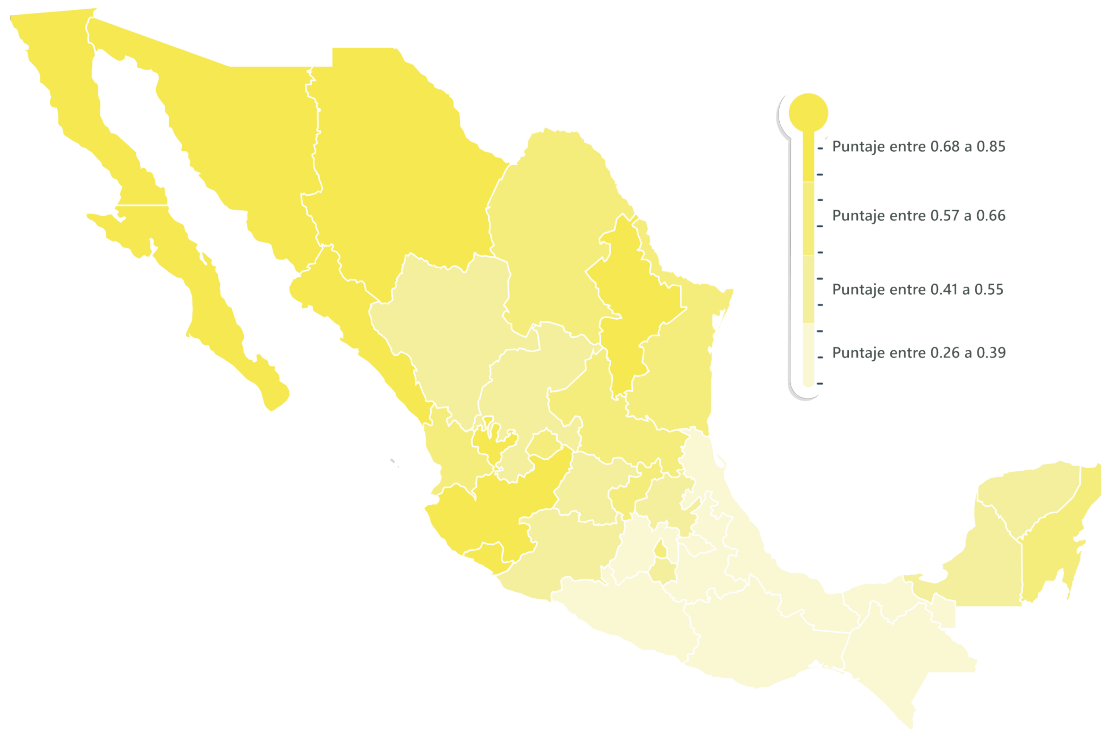 Puntaje entre 0.68 a 0.85
Puntaje entre 0.57 a 0.66
Puntaje entre 0.41 a 0.55
Puntaje entre 0.26 a 0.39